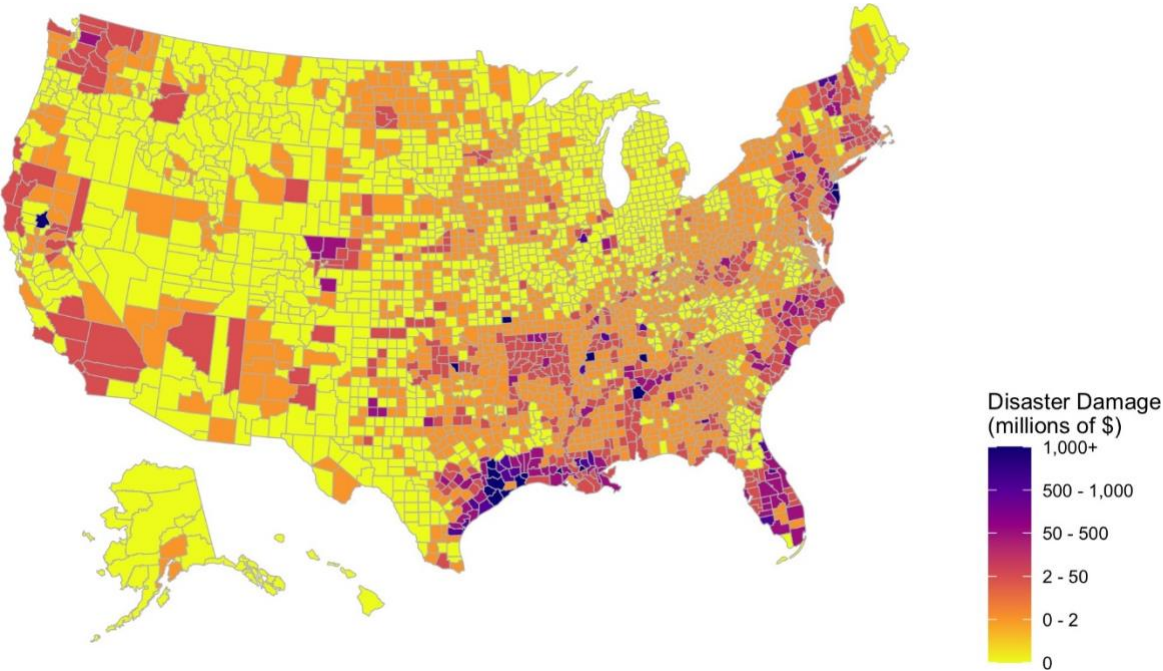 Disaster Damage
(millions of $)
1,000+
500 - 1,000
50 - 500
2 - 50
0 - 2
0